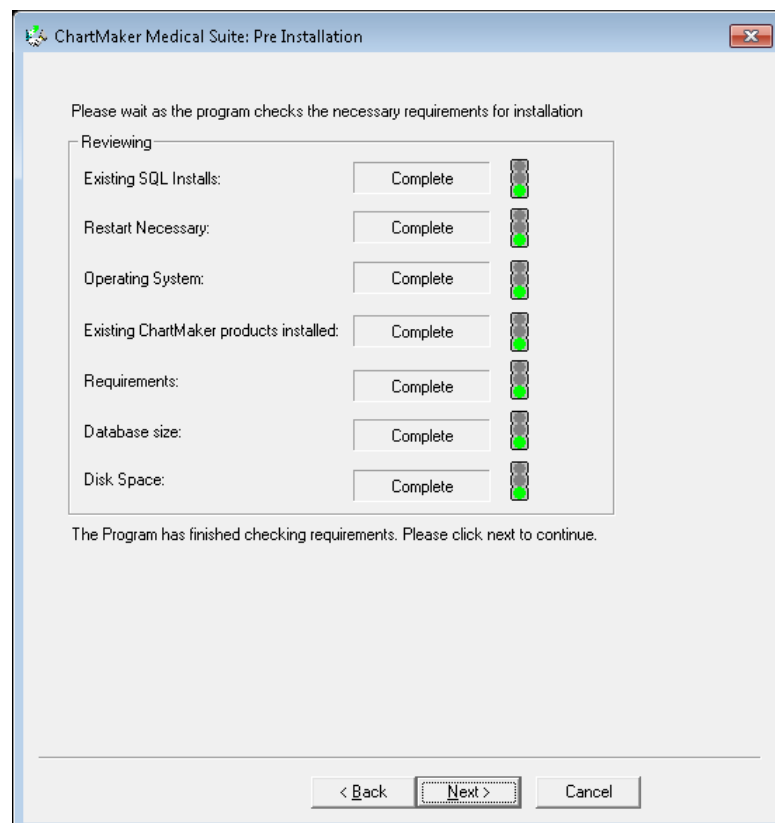 ChartMaker Medical Suite: Pre Installation
Please wait as the program checks the necessary requirements for installation
Reviewing
Existing SQL Installs: Complete
Restart Necessary: Complete
Operating System: Complete
Existing ChartMaker products installed: Complete
Requirements: Complete
Database size: Complete
Disk Space: Complete
The Program has finished checking requirements. Please click next to continue.
< Back Next > Cancel